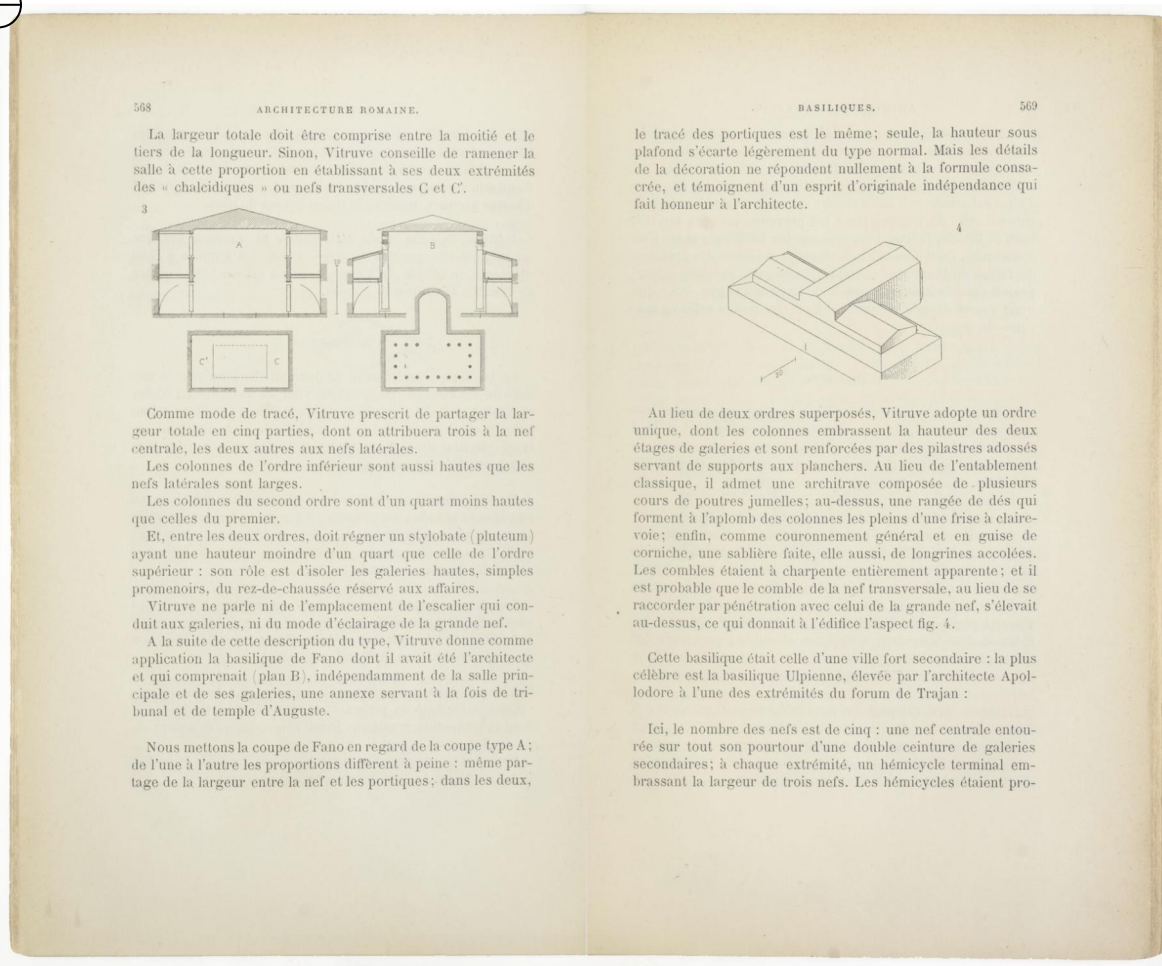 568
ARCHITECTURE ROMAINE.
La largeur totale doit être comprise entre la moitié et le
tiers de la longueur. Sinon, Vitruve conseille de ramener la
salle à cette proportion en établissant à ses deux extrémités
des « chalcidiques » ou nefs transversales C et C'.
3
A
B
10
C'
C
Comme mode de tracé, Vitruve prescrit de partager la lar-
geur totale en cinq parties, dont on attribuera trois à la nef
centrale, les deux autres aux nefs latérales.
Les colonnes de l'ordre inférieur sont aussi hautes que les
nefs latérales sont larges.
Les colonnes du second ordre sont d'un quart moins hautes
que celles du premier.
Et, entre les deux ordres, doit régner un stylobate (pluteum)
ayant une hauteur moindre d'un quart que celle de l'ordre
supérieur : son rôle est d'isoler les galeries hautes, simples
promenoirs, du rez-de-chaussée réservé aux affaires.
Vitruve ne parle ni de l'emplacement de l'escalier qui con-
duit aux galeries, ni du mode d'éclairage de la grande nef.
A la suite de cette description du type, Vitruve donne comme
application la basilique de Fano dont il avait été l'architecte
et qui comprenait (plan B), indépendamment de la salle prin-
cipale et de ses galeries, une annexe servant à la fois de tri-
bunal et de temple d'Auguste.
Nous mettons la coupe de Fano en regard de la coupe type A ;
de l'une à l'autre les proportions diffèrent à peine : même par-
tage de la largeur entre la nef et les portiques ; dans les deux,
BASILIQUES.
569
le tracé des portiques est le même ; seule, la hauteur sous
plafond s'écarte légèrement du type normal. Mais les détails
de la décoration ne répondent nullement à la formule consa-
crée, et témoignent d'un esprit d'originale indépendance qui
fait honneur à l'architecte.
4
20
Au lieu de deux ordres superposés, Vitruve adopte un ordre
unique, dont les colonnes embrassent la hauteur des deux
étages de galeries et sont renforcées par des pilastres adossés
servant de supports aux planchers. Au lieu de l'entablement
classique, il admet une architrave composée de plusieurs
cours de poutres jumelles ; au-dessus, une rangée de dés qui
forment à l'aplomb des colonnes les pleins d'une frise à claire-
voie ; enfin, comme couronnement général et en guise de
corniche, une sablière faite, elle aussi, de longrines accolées.
Les combles étaient à charpente entièrement apparente ; et il
est probable que le comble de la nef transversale, au lieu de se
raccorder par pénétration avec celui de la grande nef, s'élevait
au-dessus, ce qui donnait à l'édifice l'aspect fig. 4.
Cette basilique était celle d'une ville fort secondaire : la plus
célèbre est la basilique Ulpienne, élevée par l'architecte Apol-
lodore à l'une des extrémités du forum de Trajan :
Ici, le nombre des nefs est de cinq : une nef centrale entou-
rée sur tout son pourtour d'une double ceinture de galeries
secondaires ; à chaque extrémité, un hémicycle terminal em-
brassant la largeur de trois nefs. Les hémicycles étaient pro-